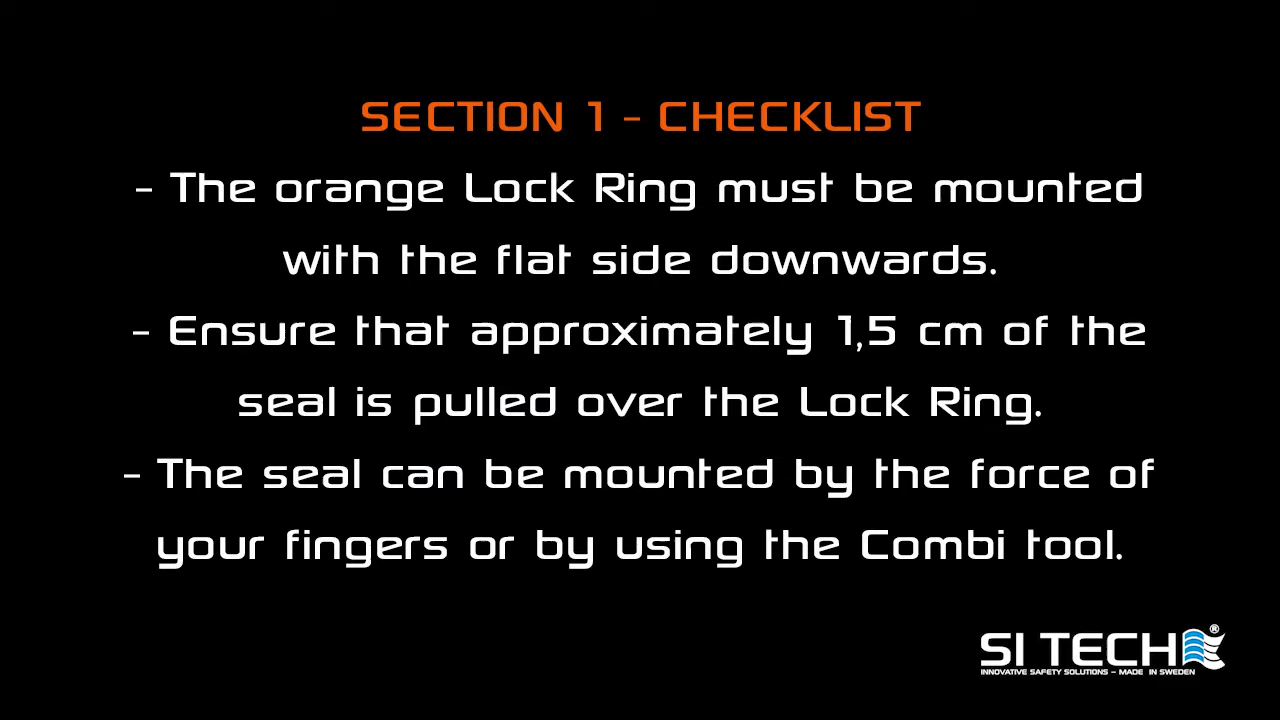 SECTION 1 - CHECKLIST
- The orange Lock Ring must be mounted
with the flat side downwards.
- Ensure that approximately 1,5 cm of the
seal is pulled over the Lock Ring.
- The seal can be mounted by the force of
your fingers or by using the Combi tool.
SI TECH®
INNOVATIVE SAFETY SOLUTIONS – MADE IN SWEDEN